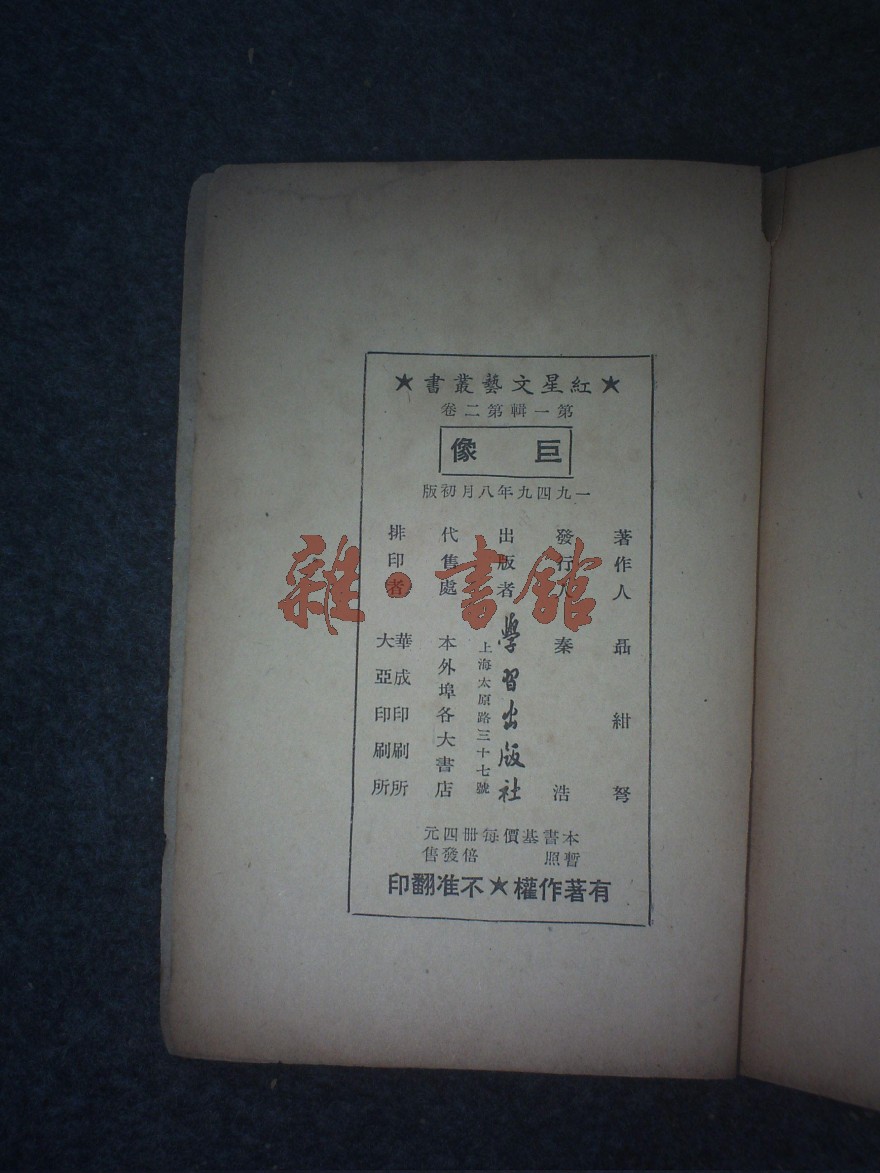 ★紅星文藝叢書★
第一輯第二卷
巨像
一九四九年八月初版
著作人 聶紺弩
發行人 秦浩
出版者 學習出版社
上海太原路三十七號
代售處 本外埠各大書店
排印者 華成印刷所
大亞印刷所
本書基價每冊四元
暫照 倍發售
有著作權★不准翻印
雜·書館